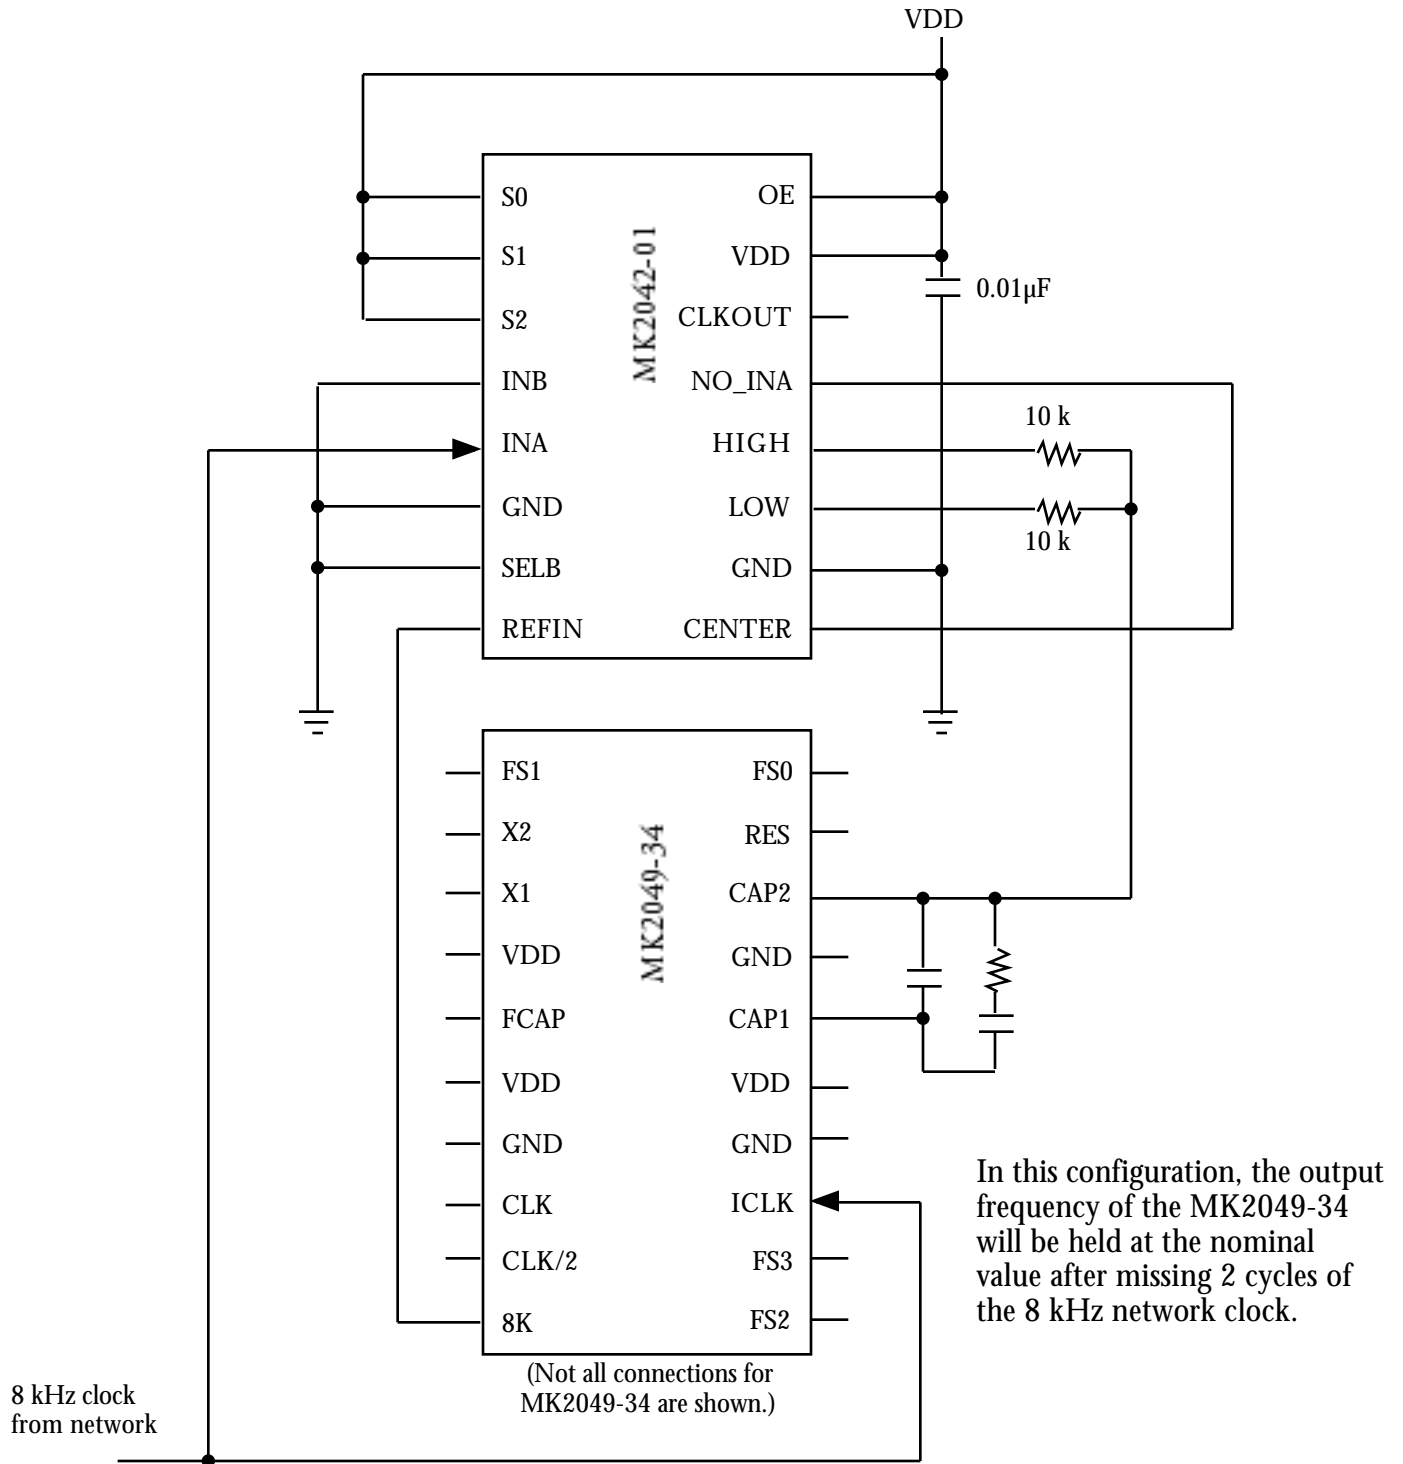 VDD
S0
S1
S2
INB
INA
GND
SELB
REFIN
MK2042-01
OE
VDD
CLKOUT
NO_INA
HIGH
LOW
GND
CENTER
0.01µF
10 k
10 k
FS1
X2
X1
VDD
FCAP
VDD
GND
CLK
CLK/2
8K
MK2049-34
FS0
RES
CAP2
GND
CAP1
VDD
GND
ICLK
FS3
FS2
In this configuration, the output
frequency of the MK2049-34
will be held at the nominal
value after missing 2 cycles of
the 8 kHz network clock.
(Not all connections for
MK2049-34 are shown.)
8 kHz clock
from network